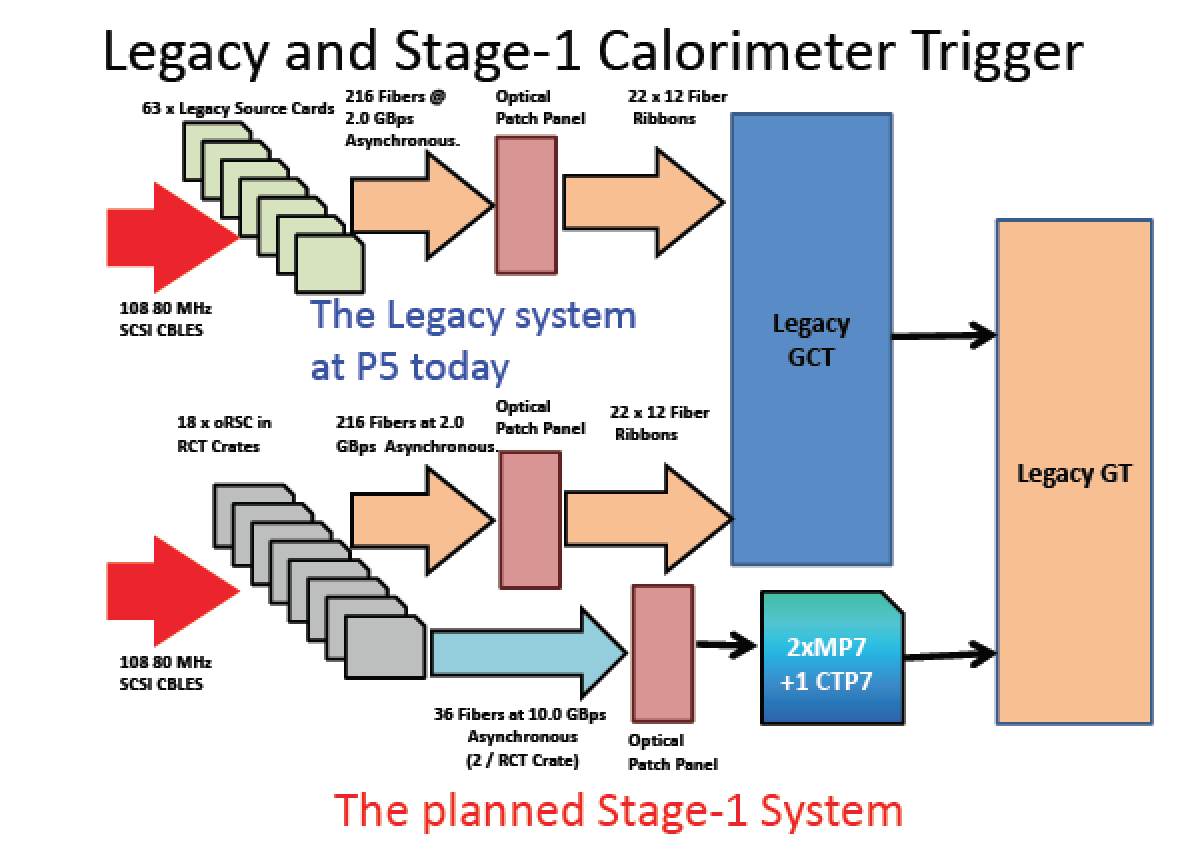 Legacy and Stage-1 Calorimeter Trigger
63 x Legacy Source Cards
216 Fibers @
2.0 GBps
Asynchronous.
Optical
Patch Panel
22 x 12 Fiber
Ribbons
108 80 MHz
SCSI CBLES
The Legacy system
at P5 today
Legacy
GCT
Legacy GT
18 x oRSC in
RCT Crates
216 Fibers at 2.0
GBps Asynchronous.
Optical
Patch Panel
22 x 12 Fiber
Ribbons
108 80 MHz
SCSI CBLES
36 Fibers at 10.0 GBps
Asynchronous
(2 / RCT Crate)
Optical
Patch Panel
2xMP7
+1 CTP7
The planned Stage-1 System